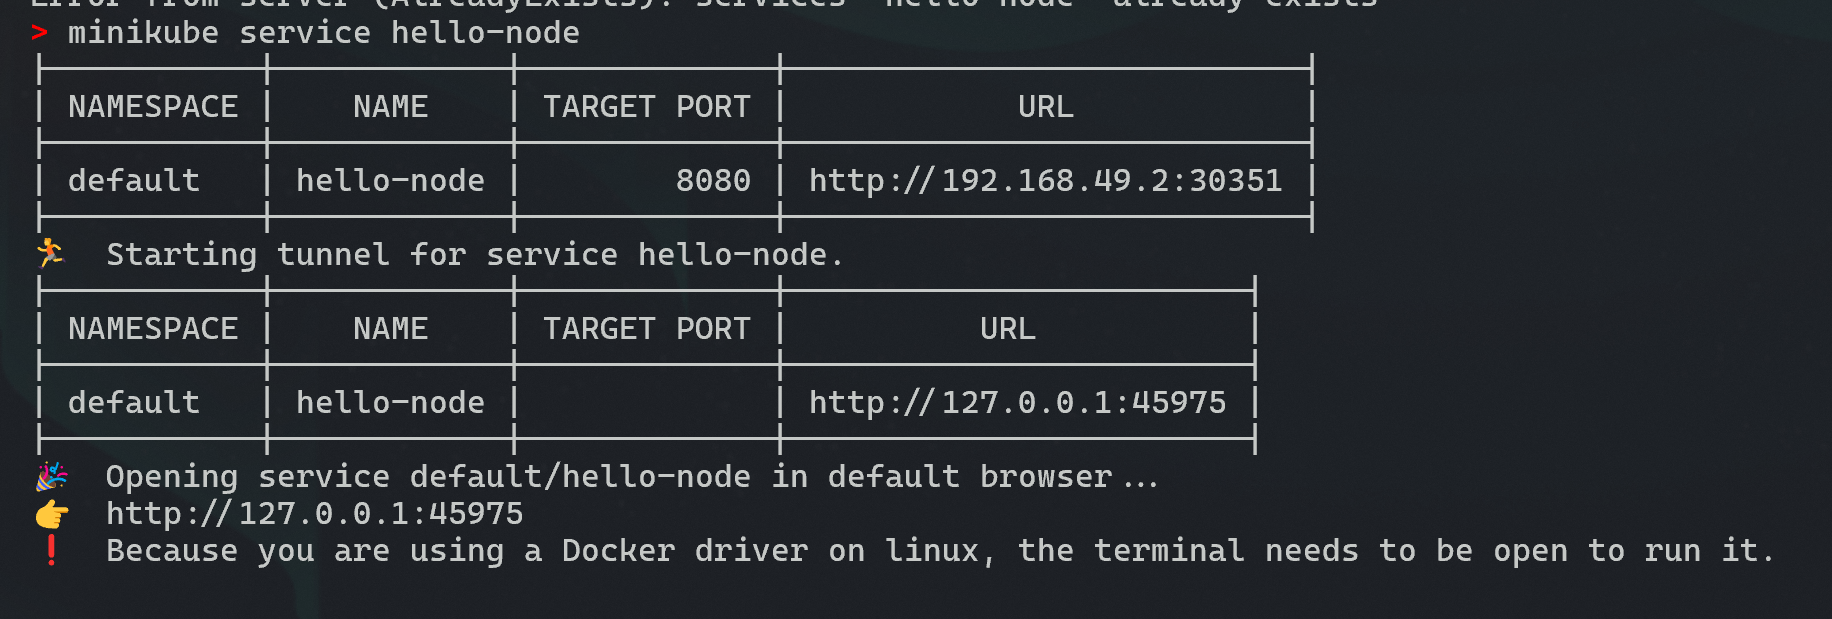 Error from server (AlreadyExists): services "hello-node" already exists
> minikube service hello-node
| NAMESPACE | NAME | TARGET PORT | URL |
| default | hello-node | 8080 | http://192.168.49.2:30351 |
🏃 Starting tunnel for service hello-node.
| NAMESPACE | NAME | TARGET PORT | URL |
| default | hello-node | | http://127.0.0.1:45975 |
🎉 Opening service default/hello-node in default browser...
👉 http://127.0.0.1:45975
❗ Because you are using a Docker driver on linux, the terminal needs to be open to run it.